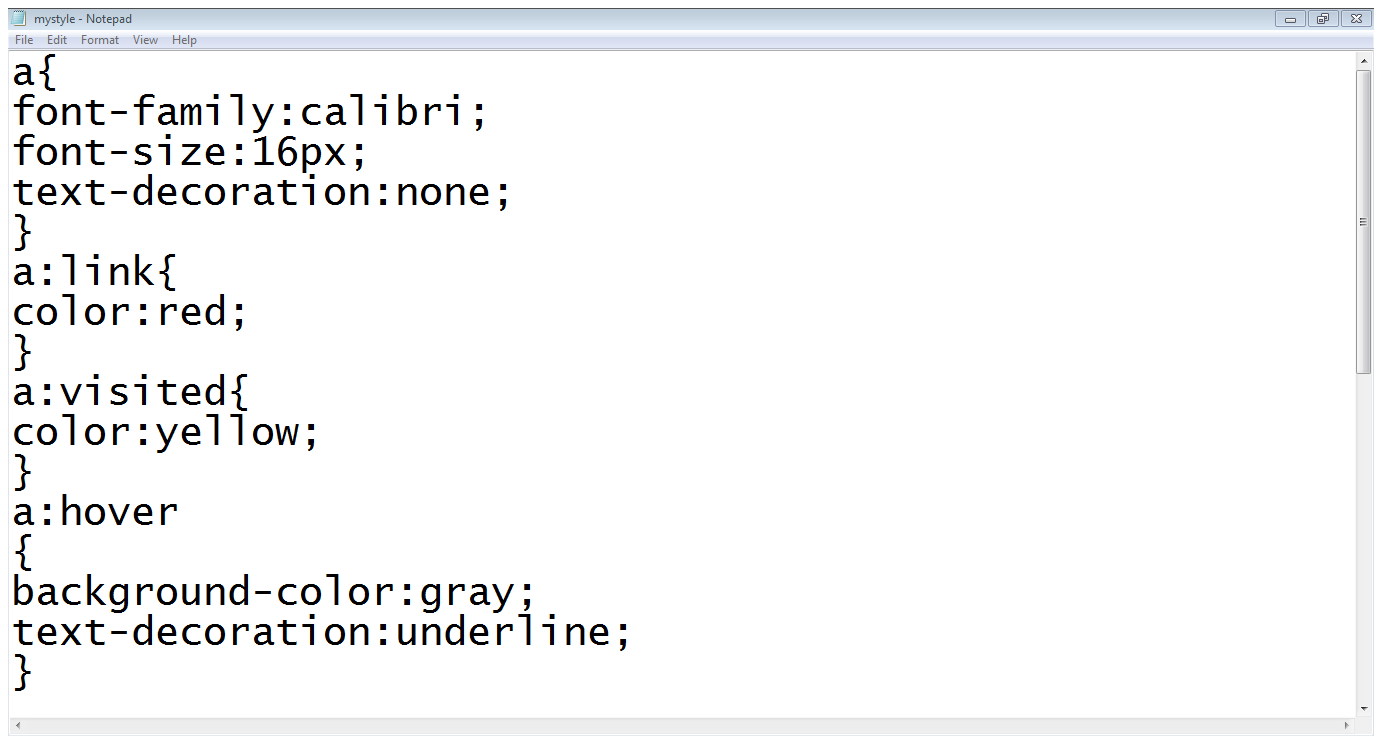 mystyle - Notepad
File Edit Format View Help
a{
font-family:calibri;
font-size:16px;
text-decoration:none;
}
a:link{
color:red;
}
a:visited{
color:yellow;
}
a:hover
{
background-color:gray;
text-decoration:underline;
}